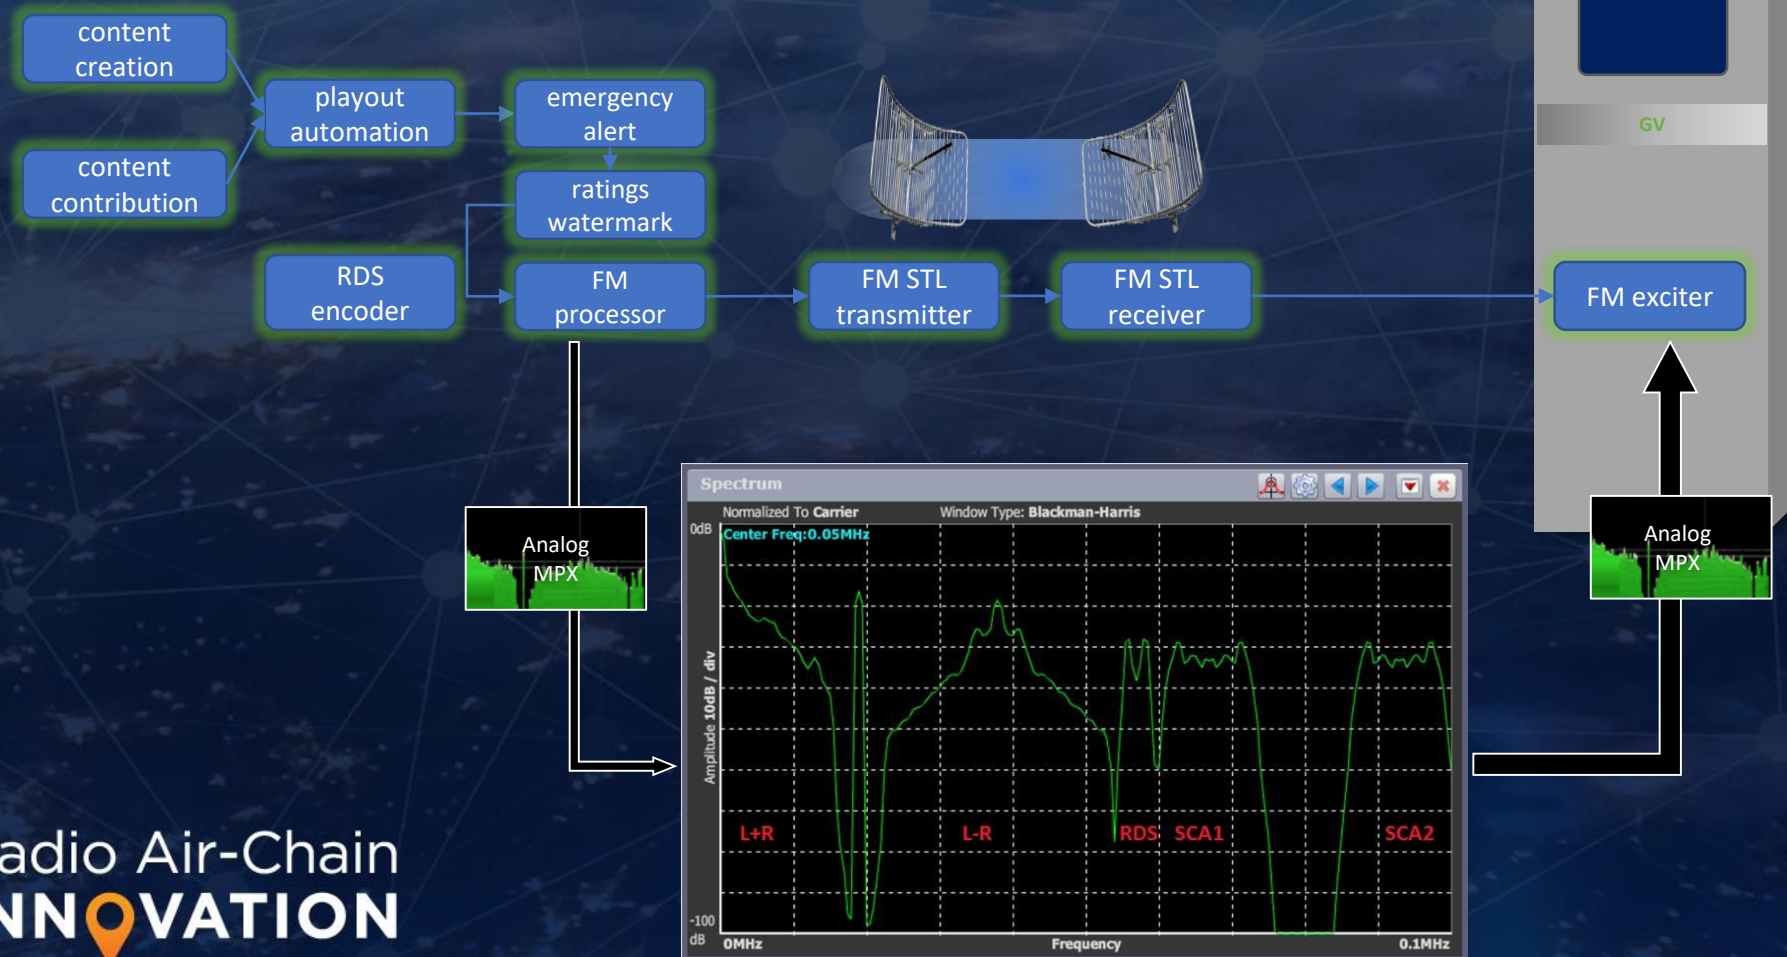 content
creation
playout
automation
emergency
alert
GV
content
contribution
ratings
watermark
RDS
encoder
FM
processor
FM STL
transmitter
FM STL
receiver
FM exciter
Analog
MPX
Analog
MPX
Spectrum
Normalized To Carrier
Window Type: Blackman-Harris
0dB
Center Freq:0.05MHz
Amplitude 10dB / div
L+R
L-R
RDS
SCA1
SCA2
-100
dB
0MHz
Frequency
0.1MHz
adio Air-Chain
NNOVATION